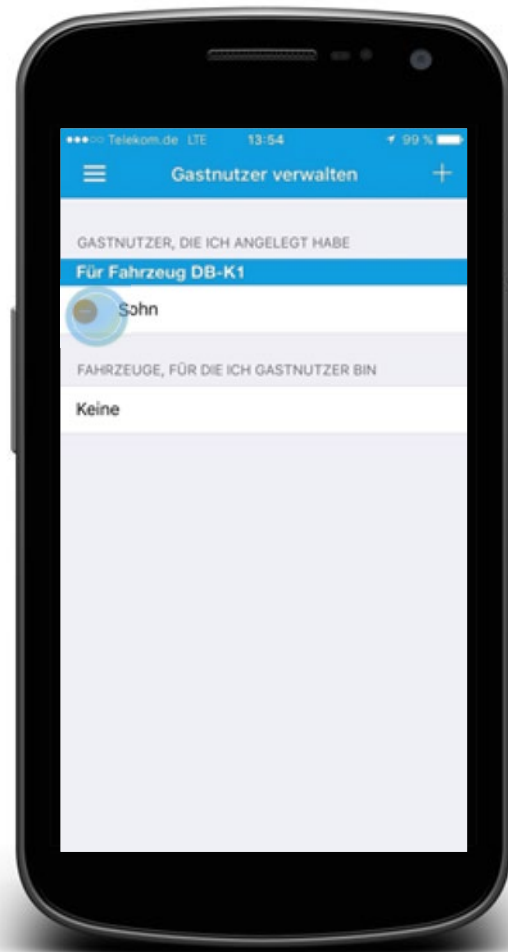 Telekom.de LTE 13:54 99 %
Gastnutzer verwalten
GASTNUTZER, DIE ICH ANGELEGT HABE
Für Fahrzeug DB-K1
Sohn
FAHRZEUGE, FÜR DIE ICH GASTNUTZER BIN
Keine